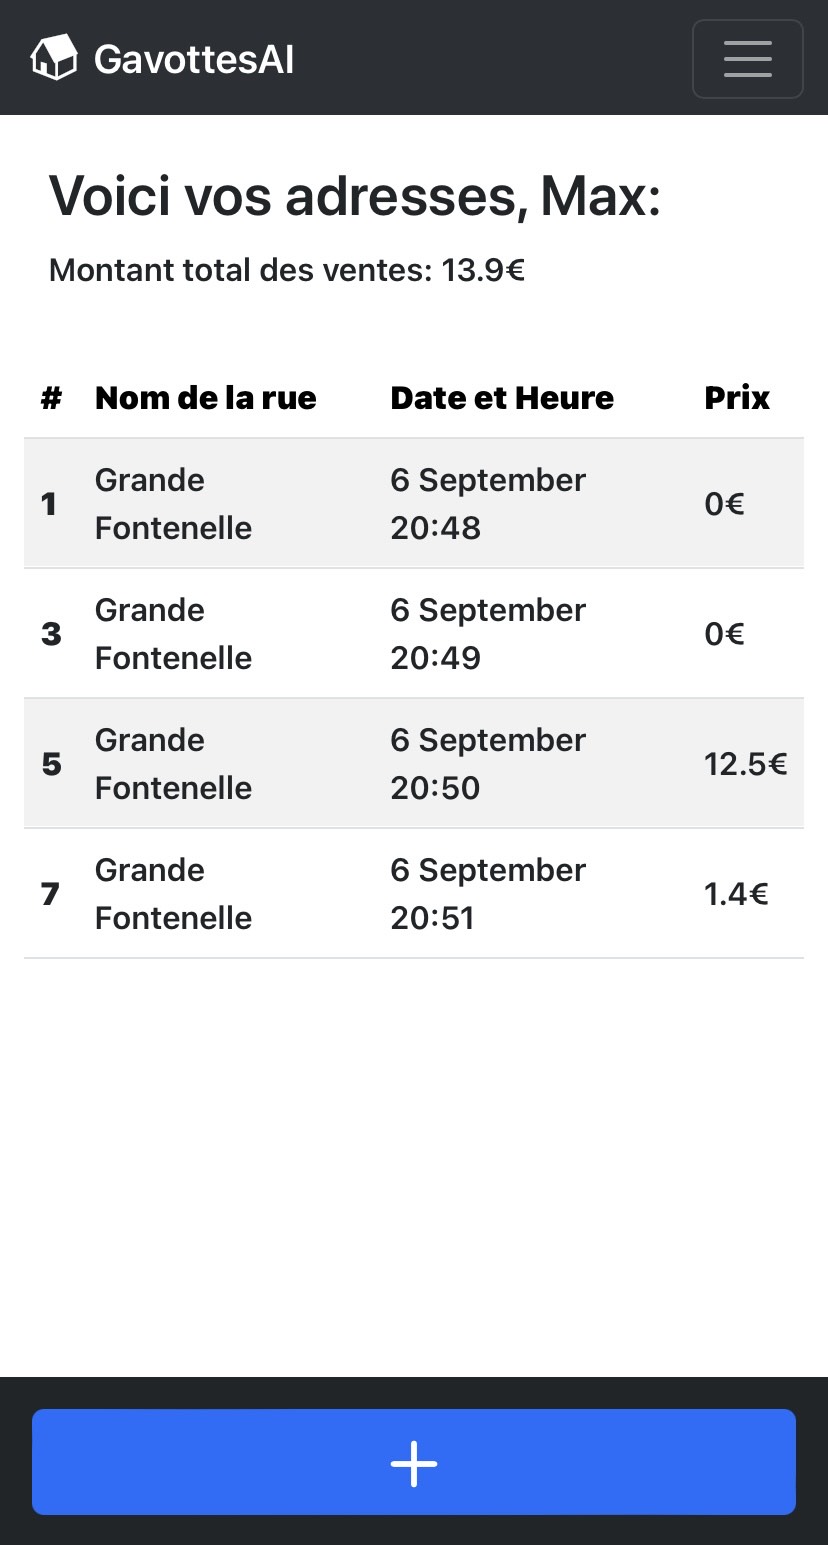 GavottesAI
Voici vos adresses, Max:
Montant total des ventes: 13.9€
# Nom de la rue Date et Heure Prix
1 Grande Fontenelle 6 September 20:48 0€
3 Grande Fontenelle 6 September 20:49 0€
5 Grande Fontenelle 6 September 20:50 12.5€
7 Grande Fontenelle 6 September 20:51 1.4€